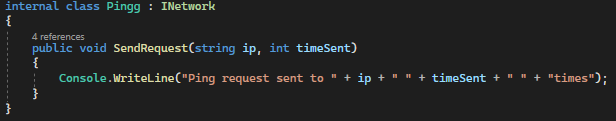 internal class Pingg : INetwork
{
4 references
public void SendRequest(string ip, int timeSent)
{
Console.WriteLine("Ping request sent to " + ip + " " + timeSent + " " + "times");
}
}